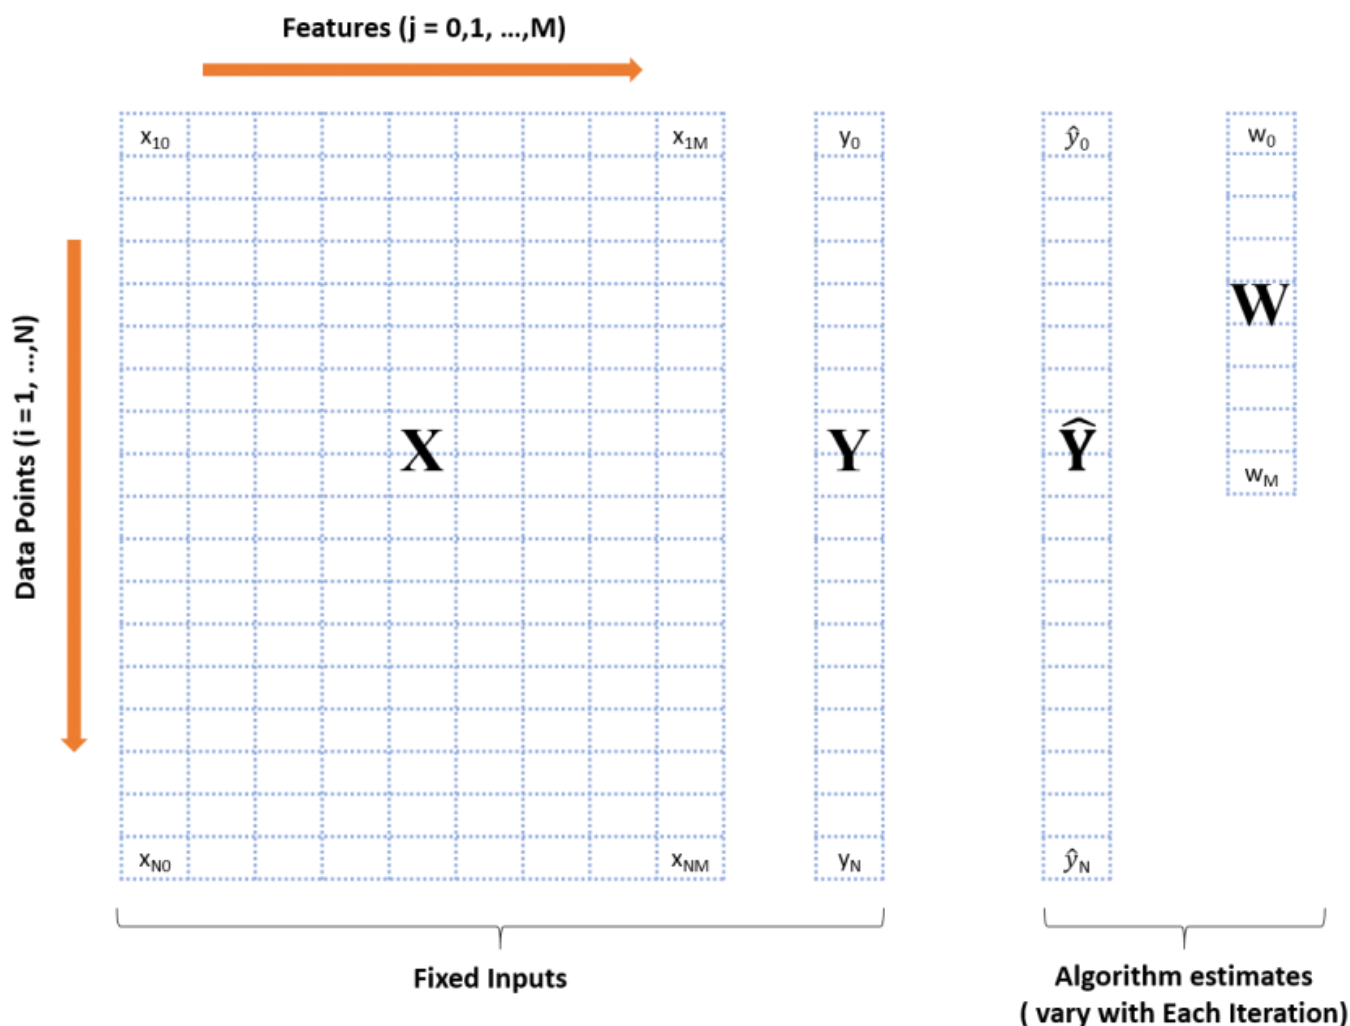 Features (j = 0,1, ...,M)
x₁₀ x₁M y₀ ŷ₀ w₀
W
Data Points (i = 1, ...,N)
X Y Ŷ
wM
xN0 xNM yN ŷN
Fixed Inputs
Algorithm estimates
( vary with Each Iteration)